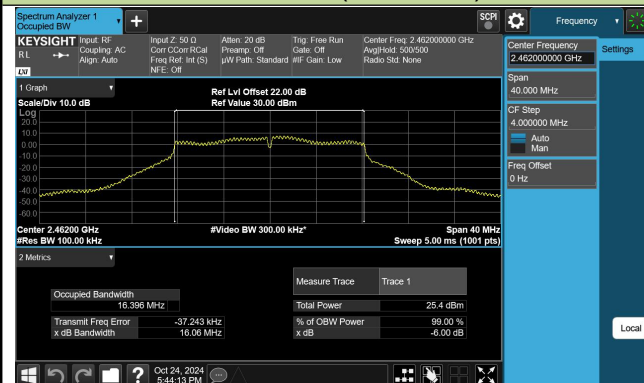 Spectrum Analyzer 1
Occupied BW
+
SCPI
Frequency
KEYSIGHT
RL
LXI
Input: RF
Coupling: AC
Align: Auto
Input Z: 50 Ω
Corr CCorr RCal
Freq Ref: Int (S)
NFE: Off
Atten: 20 dB
Preamp: Off
µW Path: Standard
Trig: Free Run
Gate: Off
#IF Gain: Low
Center Freq: 2.462000000 GHz
Avg|Hold: 500/500
Radio Std: None
Center Frequency
2.462000000 GHz
Settings
Span
40.000 MHz
CF Step
4.000000 MHz
Auto
Man
Freq Offset
0 Hz
Local
1 Graph
Scale/Div 10.0 dB
Ref Lvl Offset 22.00 dB
Ref Value 30.00 dBm
Log
20.0
10.0
0.00
-10.0
-20.0
-30.0
-40.0
-50.0
-60.0
Center 2.46200 GHz
#Video BW 300.00 kHz*
Span 40 MHz
#Res BW 100.00 kHz
Sweep 5.00 ms (1001 pts)
2 Metrics
Measure Trace Trace 1
Occupied Bandwidth
16.396 MHz
Total Power 25.4 dBm
Transmit Freq Error -37.243 kHz
% of OBW Power 99.00 %
x dB Bandwidth 16.06 MHz
x dB -6.00 dB
?
Oct 24, 2024
5:44:13 PM